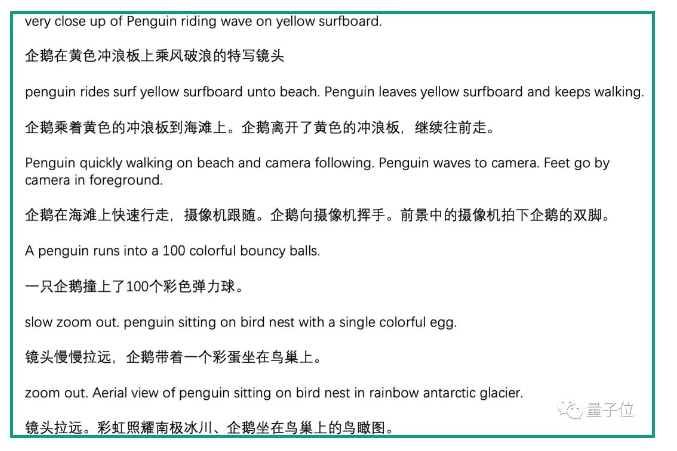 very close up of Penguin riding wave on yellow surfboard.
企鹅在黄色冲浪板上乘风破浪的特写镜头
penguin rides surf yellow surfboard unto beach. Penguin leaves yellow surfboard and keeps walking.
企鹅乘着黄色的冲浪板到海滩上。企鹅离开了黄色的冲浪板，继续往前走。
Penguin quickly walking on beach and camera following. Penguin waves to camera. Feet go by
camera in foreground.
企鹅在海滩上快速行走，摄像机跟随。企鹅向摄像机挥手。前景中的摄像机拍下企鹅的双脚。
A penguin runs into a 100 colorful bouncy balls.
一只企鹅撞上了100个彩色弹力球。
slow zoom out. penguin sitting on bird nest with a single colorful egg.
镜头慢慢拉远，企鹅带着一个彩蛋坐在鸟巢上。
zoom out. Aerial view of penguin sitting on bird nest in rainbow antarctic glacier.
量子位
镜头拉远。彩虹照耀南极冰川、企鹅坐在鸟巢上的鸟瞰图。